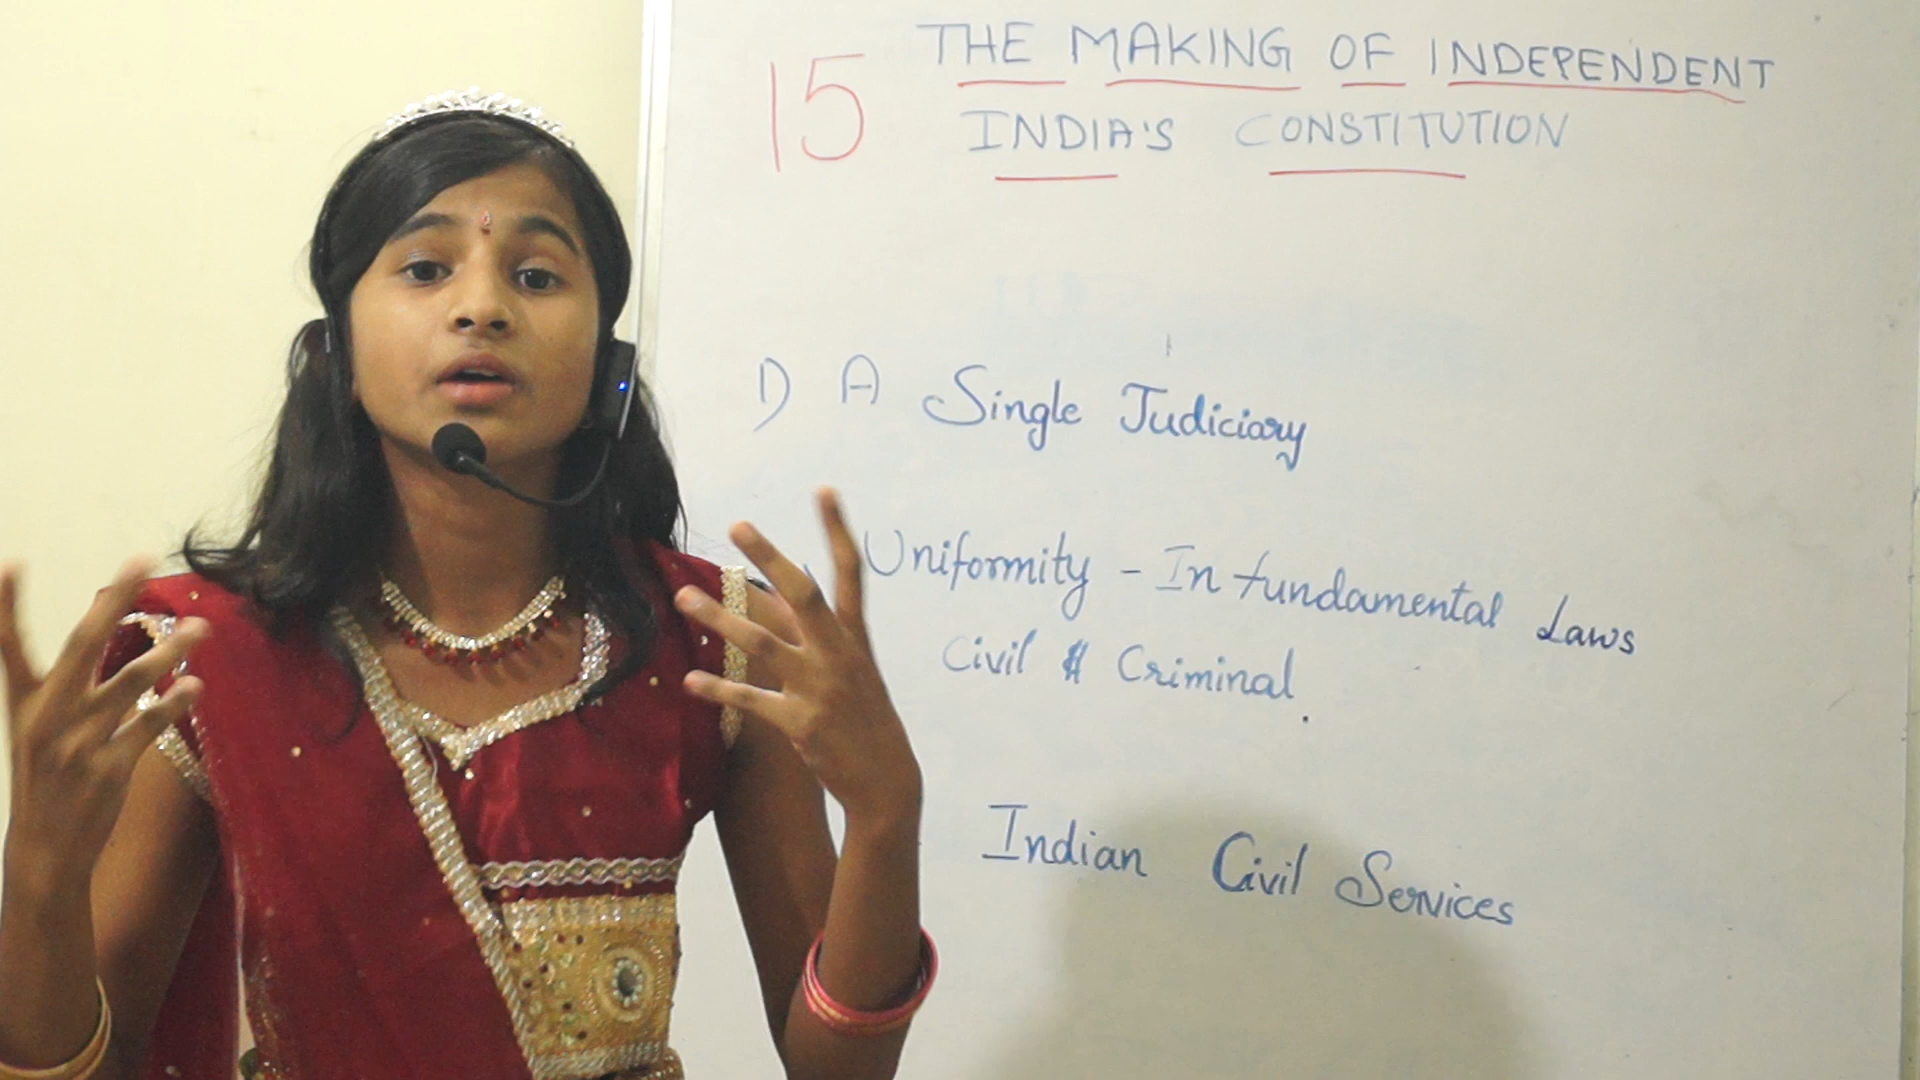 15 THE MAKING OF INDEPENDENT
INDIA'S CONSTITUTION
1) A Single Judiciary
Uniformity - In fundamental Laws
Civil & Criminal.
Indian Civil Services